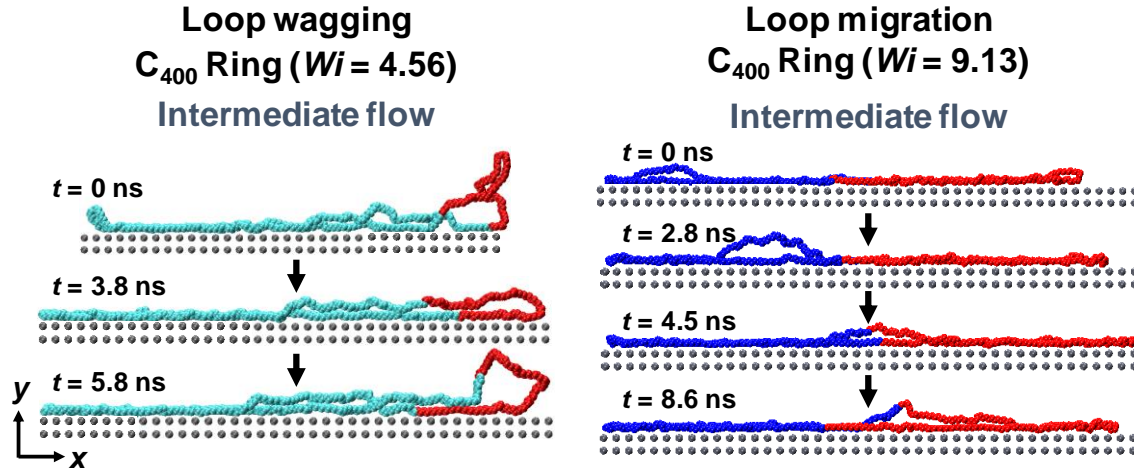 Loop wagging
C₄₀₀ Ring (Wi = 4.56)
Intermediate flow
t = 0 ns
t = 3.8 ns
t = 5.8 ns
y
x
Loop migration
C₄₀₀ Ring (Wi = 9.13)
Intermediate flow
t = 0 ns
t = 2.8 ns
t = 4.5 ns
t = 8.6 ns